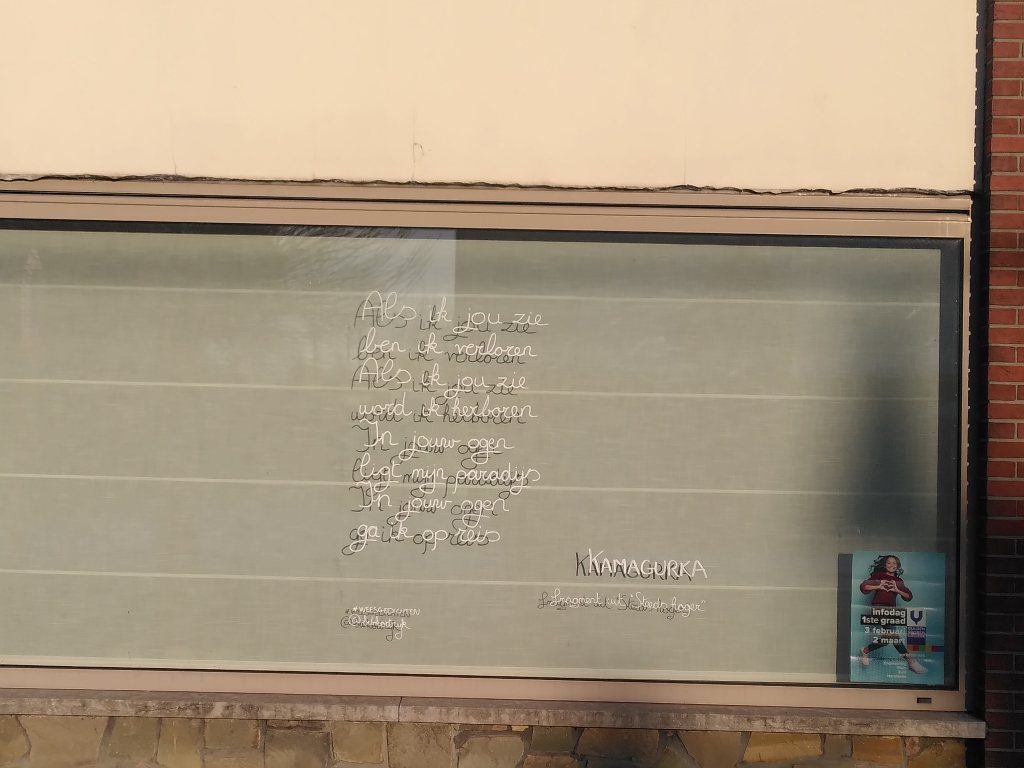 Als ik jou zie
ben ik verloren
Als ik jou zie
word ik herboren
In jouw ogen
ligt mijn paradijs
In jouw ogen
ga ik op reis
KAMAGURKA
Fragment uit "Steeds hoger"
#WEESGEDICHTEN
@bibkortrijk
infodag
1ste graad
3 februari
2 maart